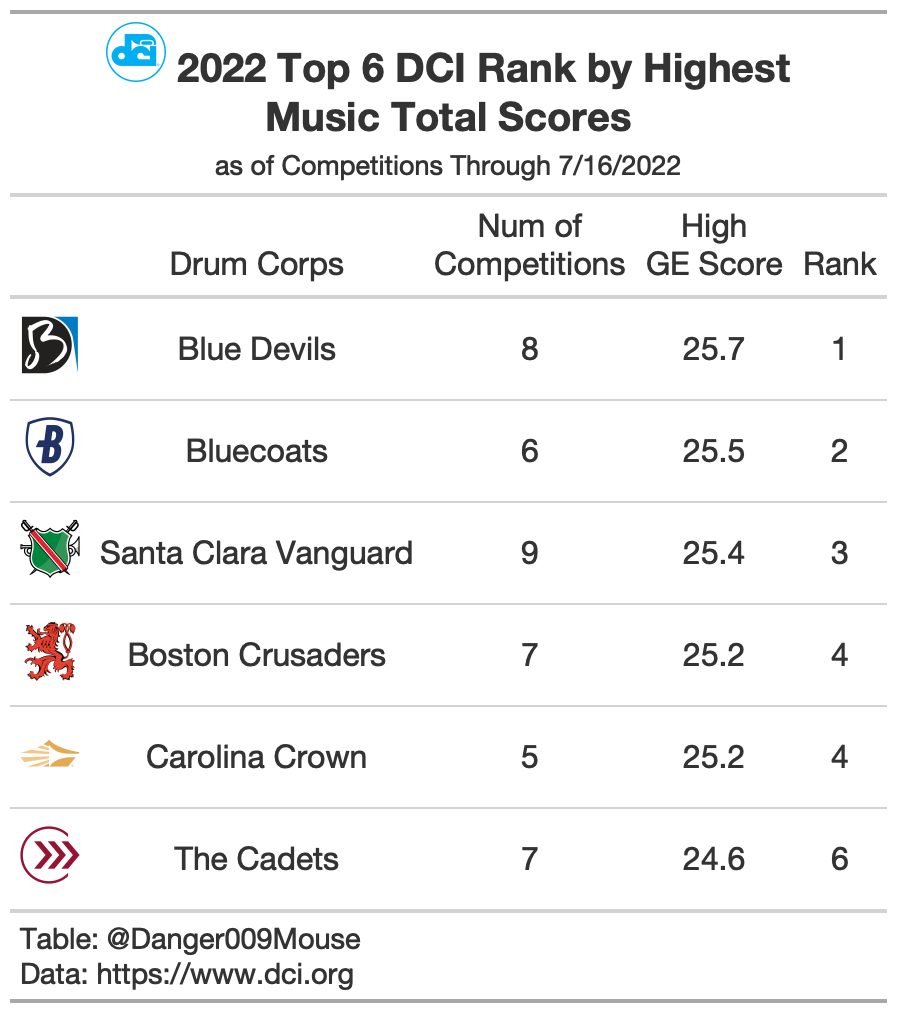 dci 2022 Top 6 DCI Rank by Highest
Music Total Scores
as of Competitions Through 7/16/2022
Drum Corps Num of Competitions High GE Score Rank
B Blue Devils 8 25.7 1
B Bluecoats 6 25.5 2
Santa Clara Vanguard 9 25.4 3
Boston Crusaders 7 25.2 4
Carolina Crown 5 25.2 4
The Cadets 7 24.6 6
Table: @Danger009Mouse
Data: https://www.dci.org